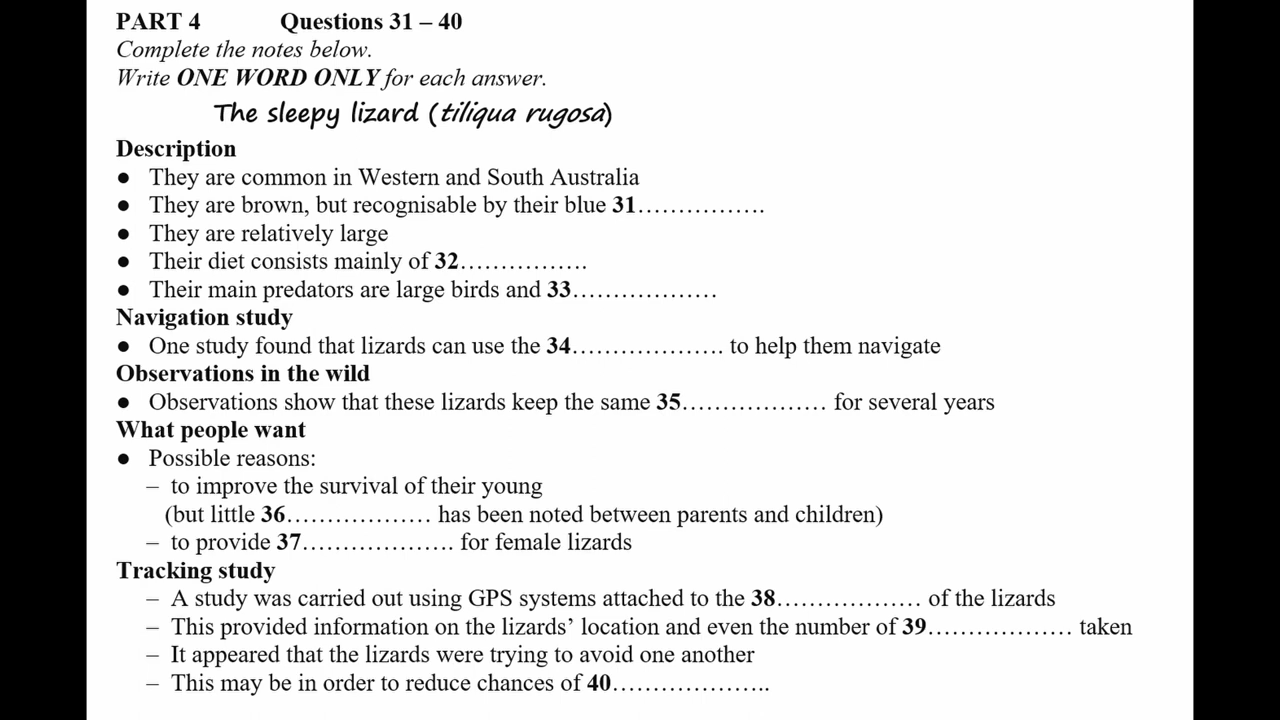 PART 4 Questions 31 – 40
Complete the notes below.
Write ONE WORD ONLY for each answer.
The sleepy lizard (tiliqua rugosa)
Description
● They are common in Western and South Australia
● They are brown, but recognisable by their blue 31…………….
● They are relatively large
● Their diet consists mainly of 32…………….
● Their main predators are large birds and 33………………
Navigation study
● One study found that lizards can use the 34………………. to help them navigate
Observations in the wild
● Observations show that these lizards keep the same 35……………… for several years
What people want
● Possible reasons:
– to improve the survival of their young
(but little 36……………… has been noted between parents and children)
– to provide 37………………. for female lizards
Tracking study
– A study was carried out using GPS systems attached to the 38……………… of the lizards
– This provided information on the lizards’ location and even the number of 39……………… taken
– It appeared that the lizards were trying to avoid one another
– This may be in order to reduce chances of 40………………..